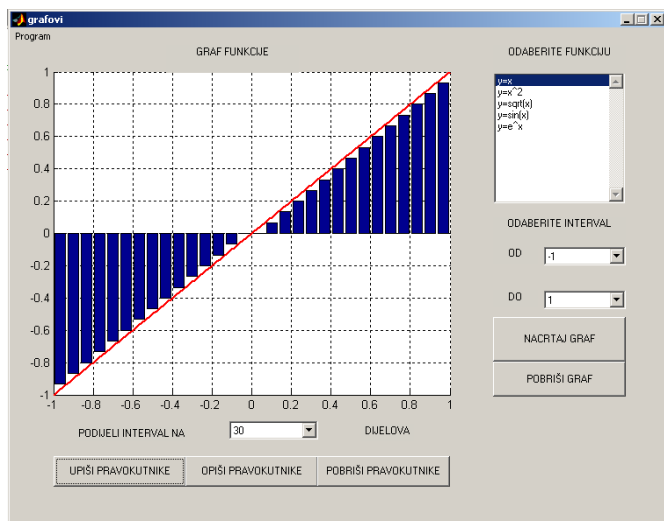 grafovi
Program
GRAF FUNKCIJE
ODABERITE FUNKCIJU
1
0.8
0.6
0.4
0.2
0
-0.2
-0.4
-0.6
-0.8
-1
-1 -0.8 -0.6 -0.4 -0.2 0 0.2 0.4 0.6 0.8 1
y=x
y=x^2
y=sqrt(x)
y=sin(x)
y=e^x
ODABERITE INTERVAL
OD -1
DO 1
NACRTAJ GRAF
POBRIŠI GRAF
PODIJELI INTERVAL NA 30 DIJELOVA
UPIŠI PRAVOKUTNIKE OPIŠI PRAVOKUTNIKE POBRIŠI PRAVOKUTNIKE